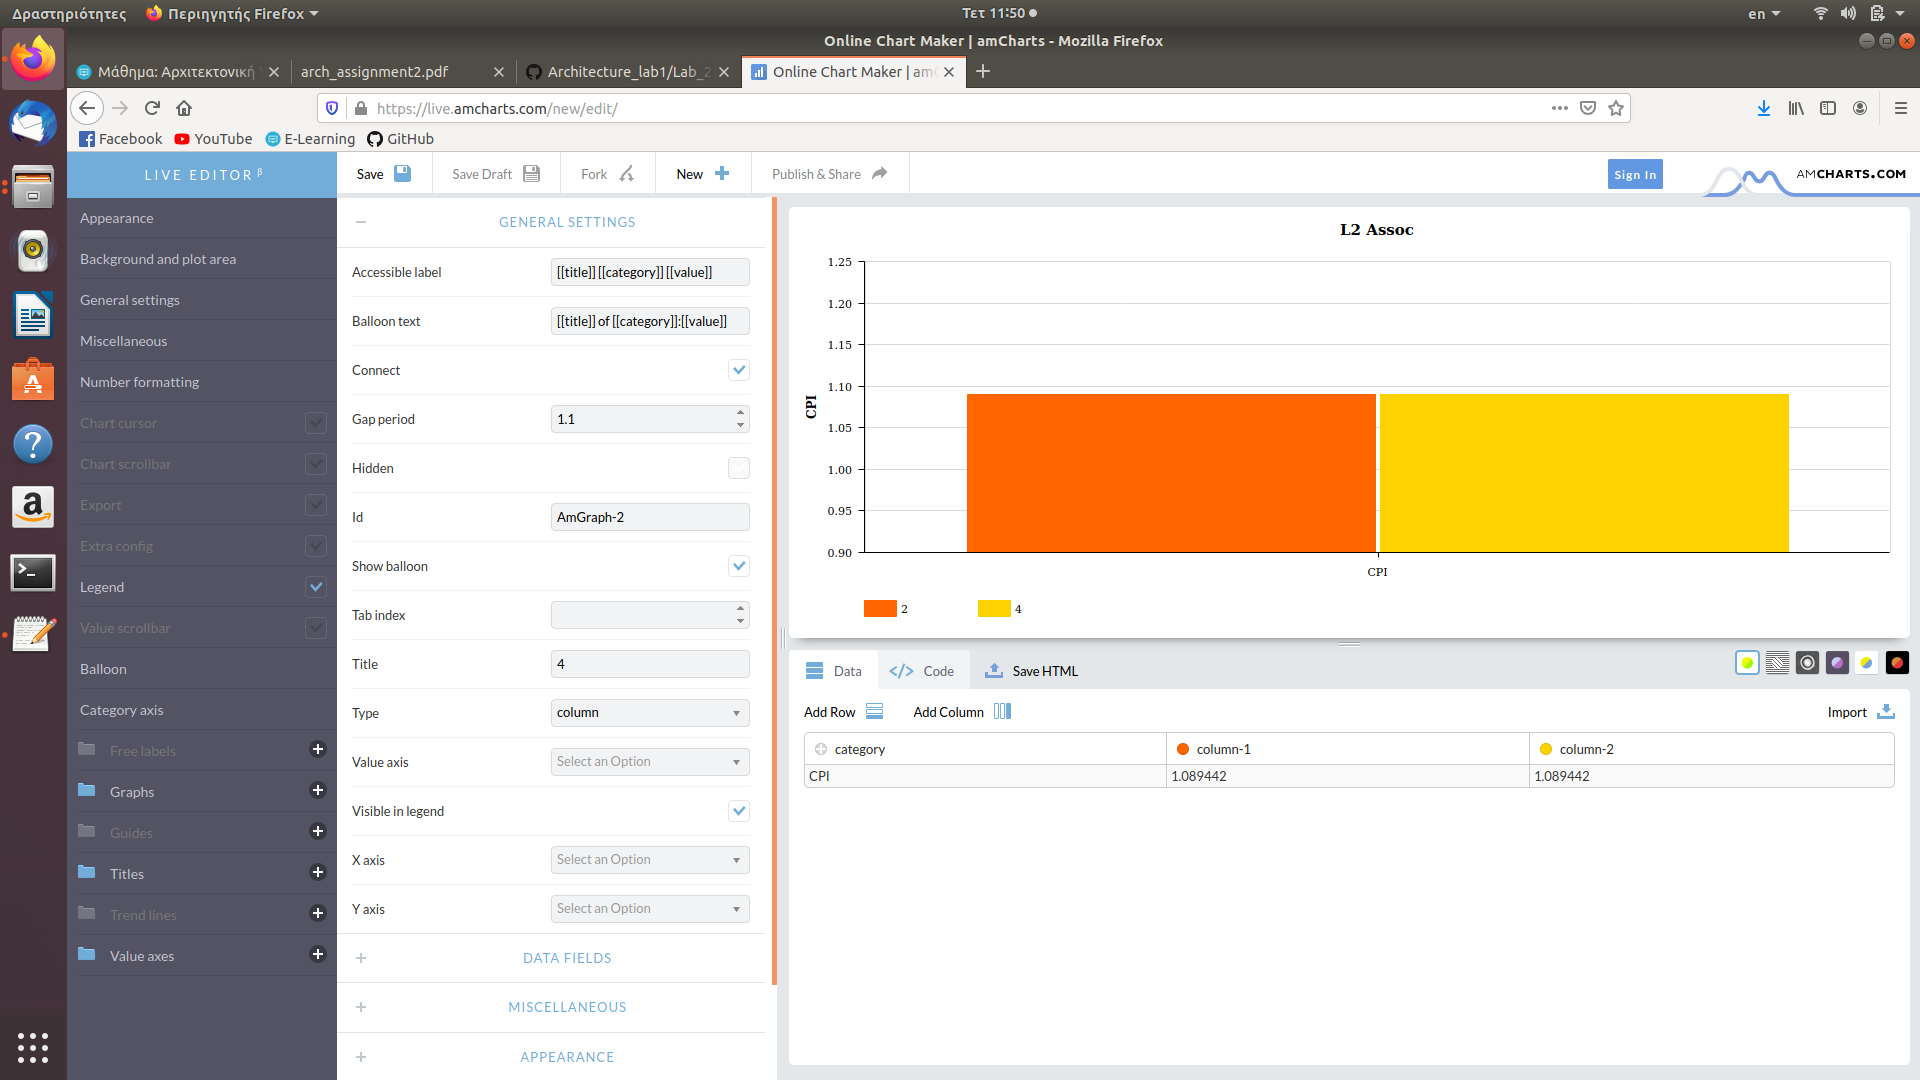 Δραστηριότητες
Περιηγητής Firefox
Τετ 11:50
en
Online Chart Maker | amCharts - Mozilla Firefox
Μάθημα: Αρχιτεκτονική
arch_assignment2.pdf
Architecture_lab1/Lab_2
Online Chart Maker | am
https://live.amcharts.com/new/edit/
Facebook
YouTube
E-Learning
GitHub
LIVE EDITOR β
Save
Save Draft
Fork
New
Publish & Share
Sign In
AMCHARTS.COM
Appearance
Background and plot area
General settings
Miscellaneous
Number formatting
Chart cursor
Chart scrollbar
Export
Extra config
Legend
Value scrollbar
Balloon
Category axis
Free labels
Graphs
Guides
Titles
Trend lines
Value axes
GENERAL SETTINGS
Accessible label
[[title]] [[category]] [[value]]
Balloon text
[[title]] of [[category]]:[[value]]
Connect
Gap period
1.1
Hidden
Id
AmGraph-2
Show balloon
Tab index
Title
4
Type
column
Value axis
Select an Option
Visible in legend
X axis
Select an Option
Y axis
Select an Option
DATA FIELDS
MISCELLANEOUS
APPEARANCE
L2 Assoc
1.25
1.20
1.15
1.10
1.05
1.00
0.95
0.90
CPI
CPI
2
4
Data
Code
Save HTML
Add Row
Add Column
Import
category
column-1
column-2
CPI
1.089442
1.089442